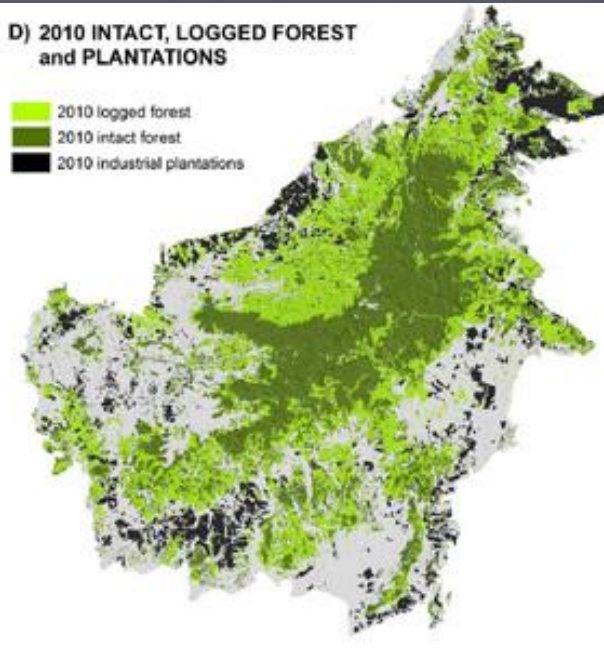 D) 2010 INTACT, LOGGED FOREST
and PLANTATIONS
2010 logged forest
2010 intact forest
2010 industrial plantations